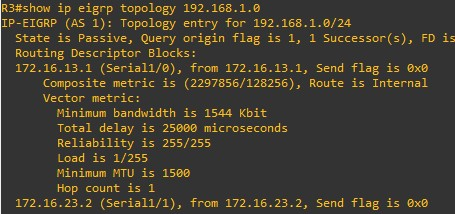 R3#show ip eigrp topology 192.168.1.0
IP-EIGRP (AS 1): Topology entry for 192.168.1.0/24
State is Passive, Query origin flag is 1, 1 Successor(s), FD is
Routing Descriptor Blocks:
172.16.13.1 (Serial1/0), from 172.16.13.1, Send flag is 0x0
Composite metric is (2297856/128256), Route is Internal
Vector metric:
Minimum bandwidth is 1544 Kbit
Total delay is 25000 microseconds
Reliability is 255/255
Load is 1/255
Minimum MTU is 1500
Hop count is 1
172.16.23.2 (Serial1/1), from 172.16.23.2, Send flag is 0x0